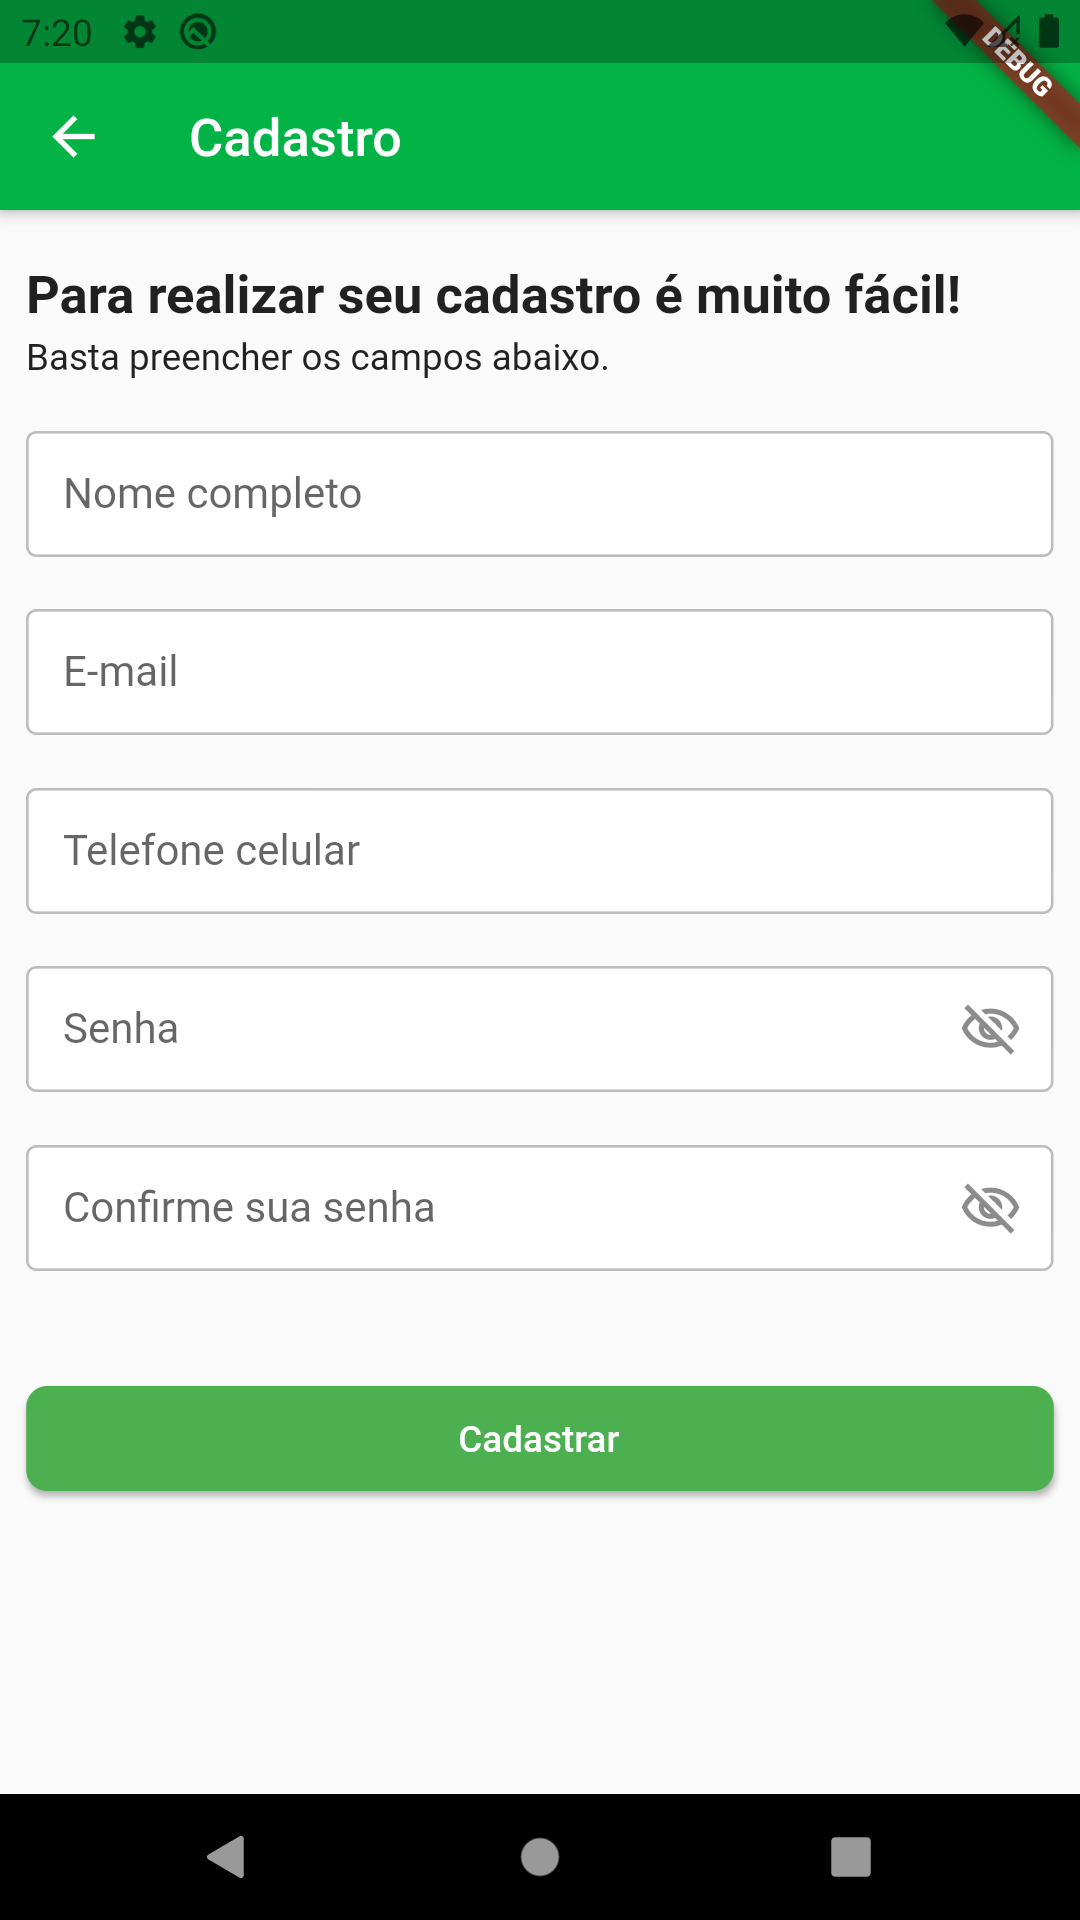 7:20
DEBUG
Cadastro
Para realizar seu cadastro é muito fácil!
Basta preencher os campos abaixo.
Nome completo
E-mail
Telefone celular
Senha
Confirme sua senha
Cadastrar